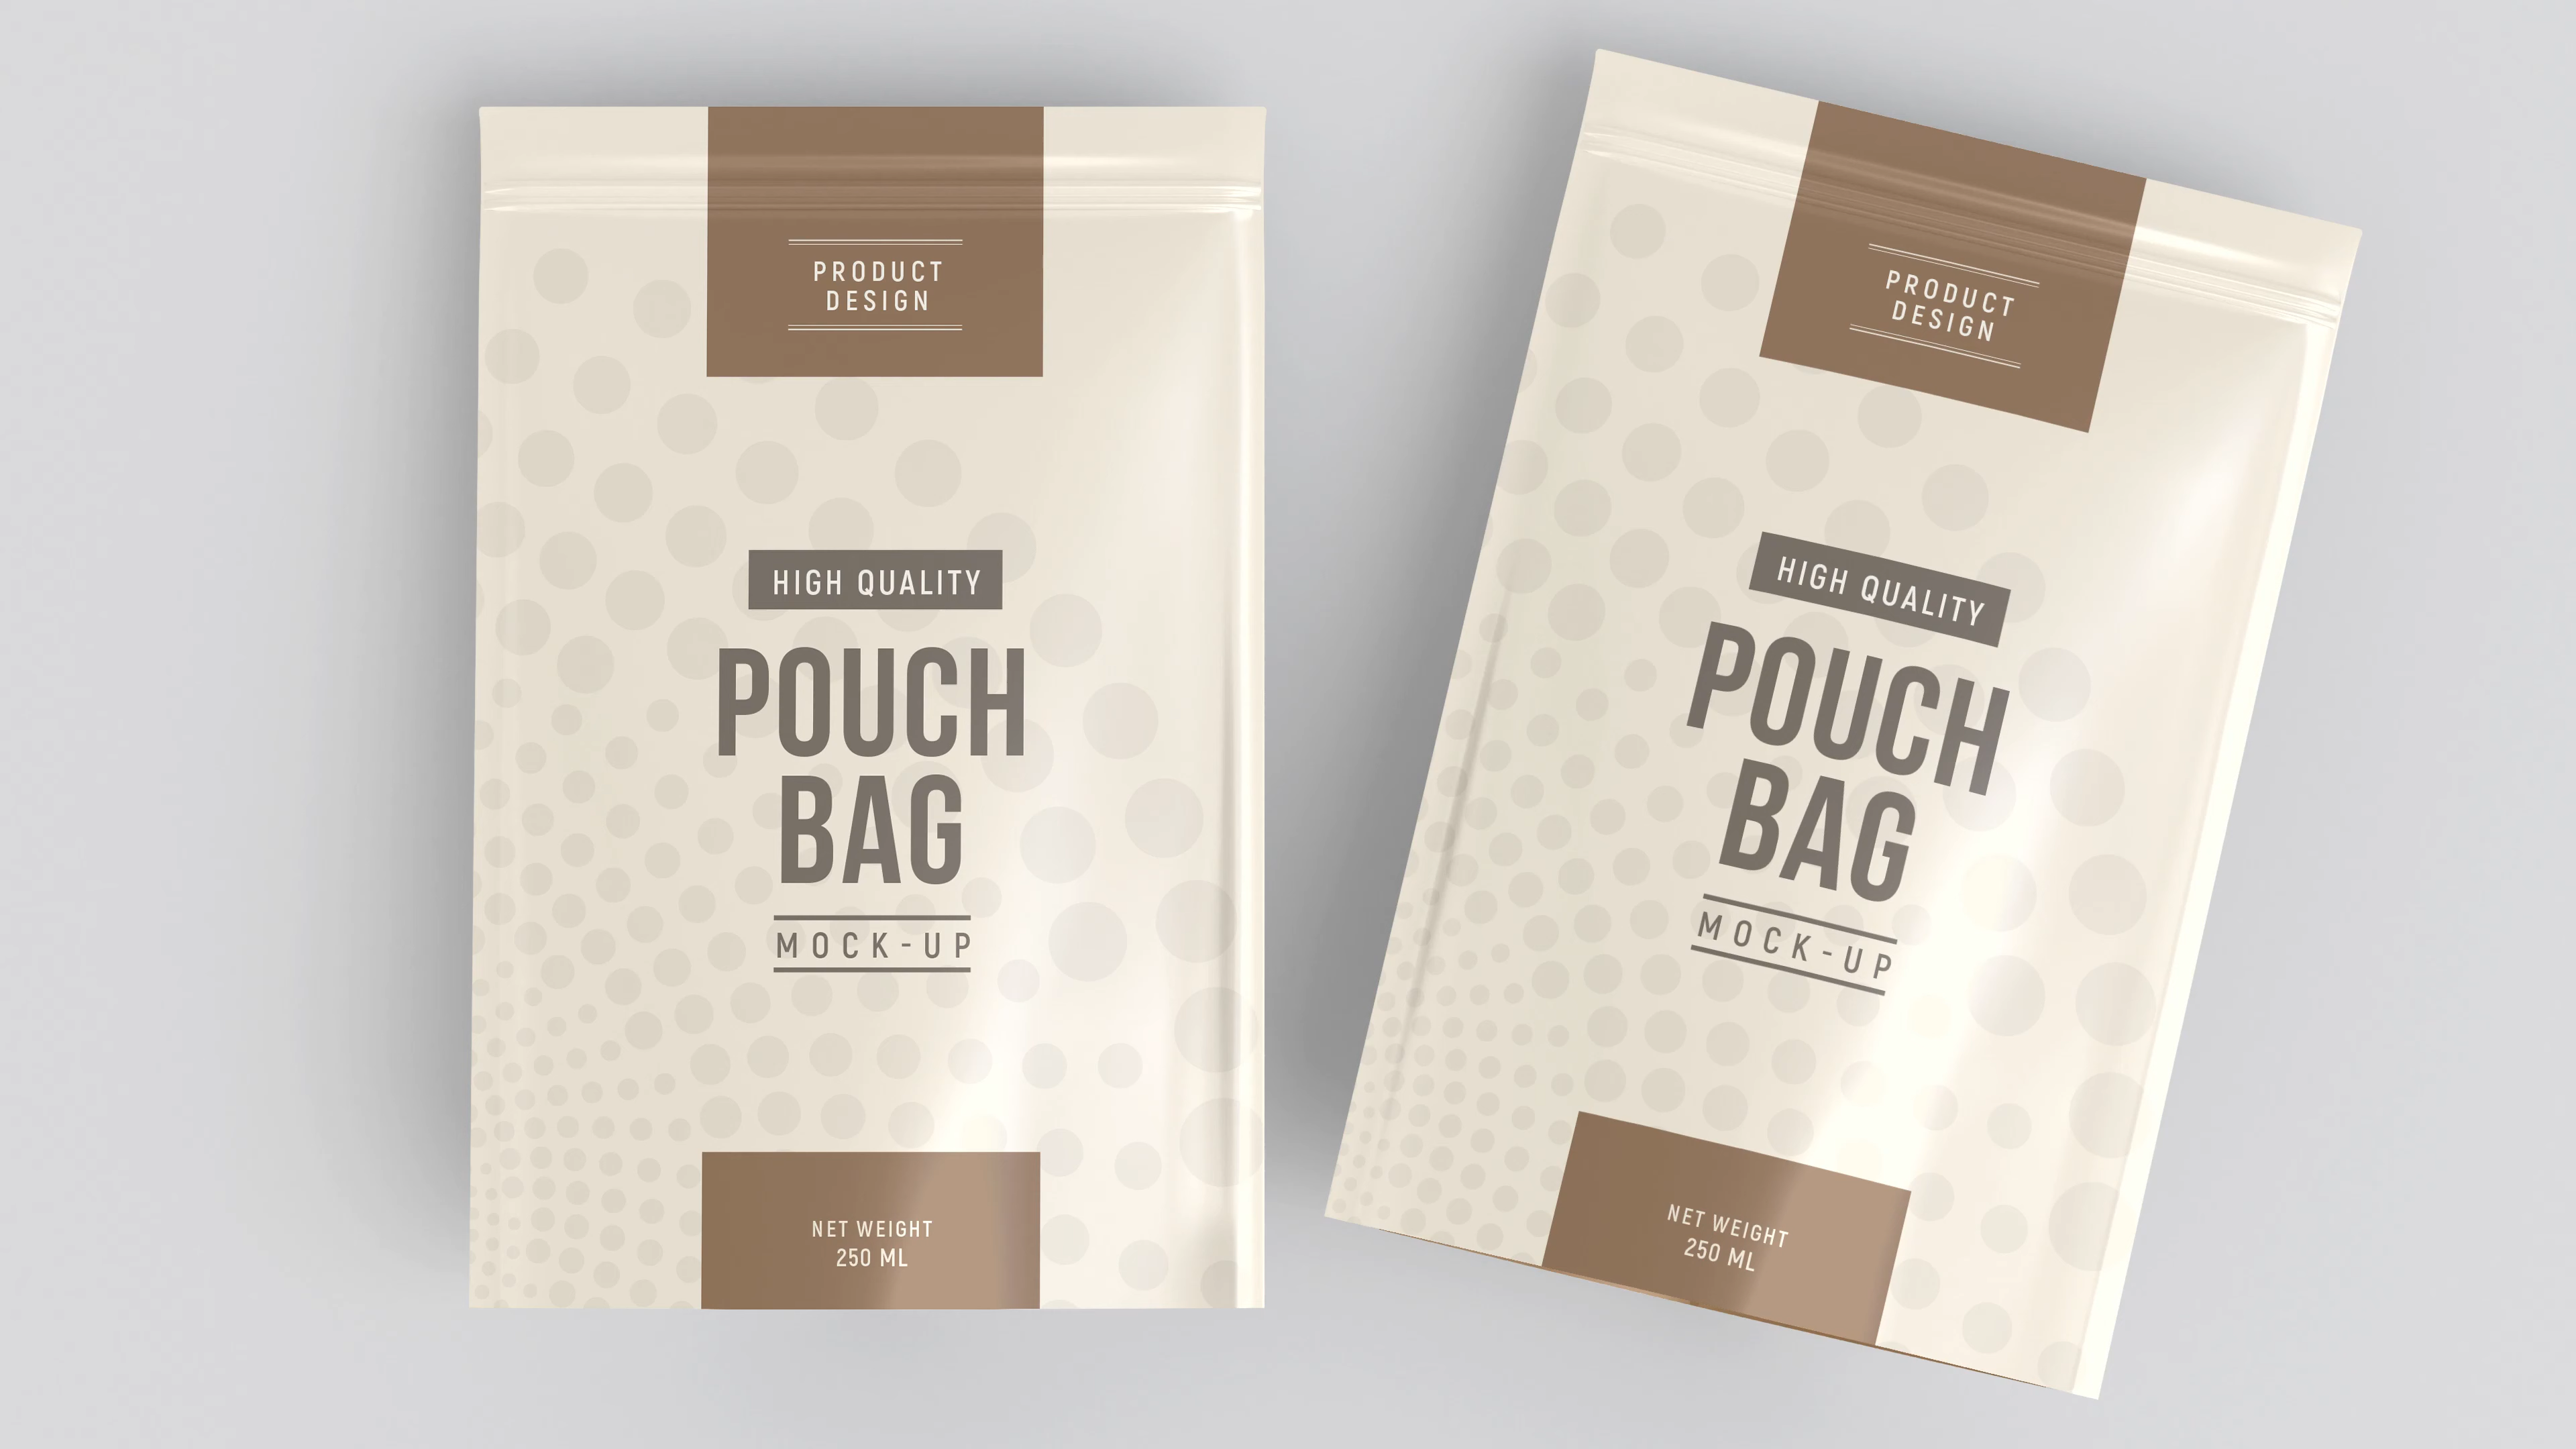 PRODUCT
DESIGN
HIGH QUALITY
POUCH
BAG
MOCK-UP
NET WEIGHT
250 ML
PRODUCT
DESIGN
HIGH QUALITY
POUCH
BAG
MOCK-UP
NET WEIGHT
250 ML